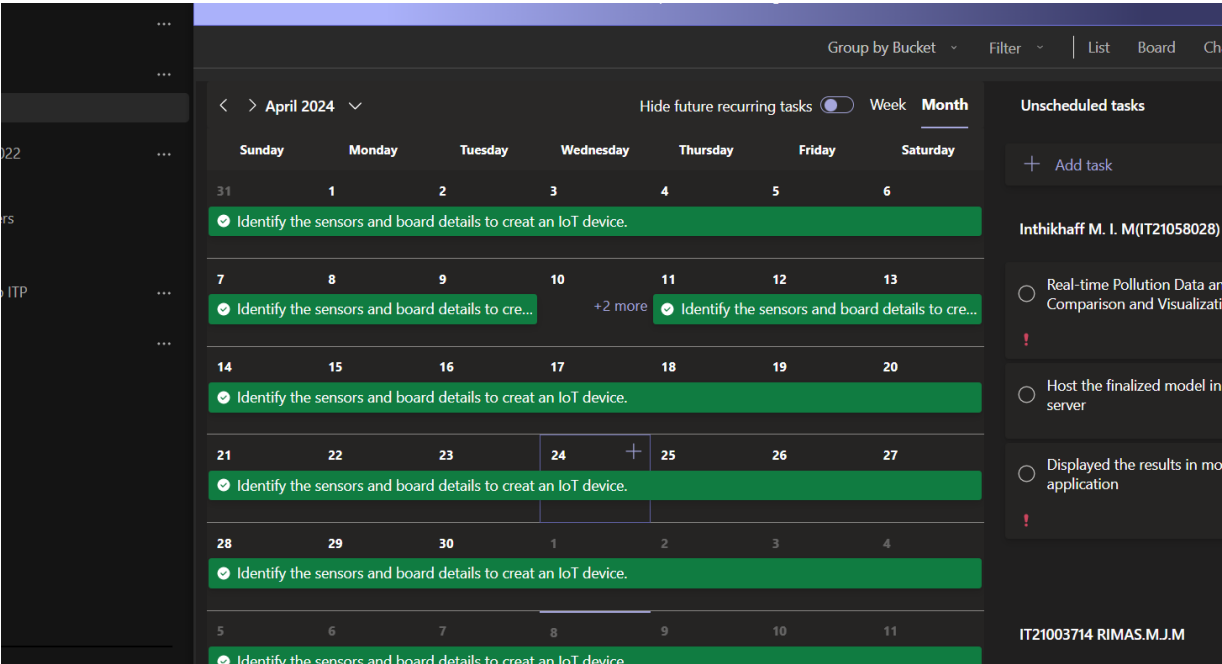 Group by Bucket
Filter
List
Board
022
April 2024
Hide future recurring tasks
Week
Month
Unscheduled tasks
Sunday Monday Tuesday Wednesday Thursday Friday Saturday
+ Add task
31 1 2 3 4 5 6
Identify the sensors and board details to creat an IoT device.
Inthikhaff M. I. M(IT21058028)
7 8 9 10 11 12 13
Identify the sensors and board details to cre...
+2 more
Identify the sensors and board details to cre...
ITP
Real-time Pollution Data
Comparison and
14 15 16 17 18 19 20
Identify the sensors and board details to creat an IoT device.
Host the finalized model in
server
21 22 23 24 + 25 26 27
Identify the sensors and board details to creat an IoT device.
Displayed the results in
application
28 29 30 1 2 3 4
Identify the sensors and board details to creat an IoT device.
5 6 7 8 9 10 11
Identify the sensors and board details to creat an IoT device.
IT21003714 RIMAS.M.J.M